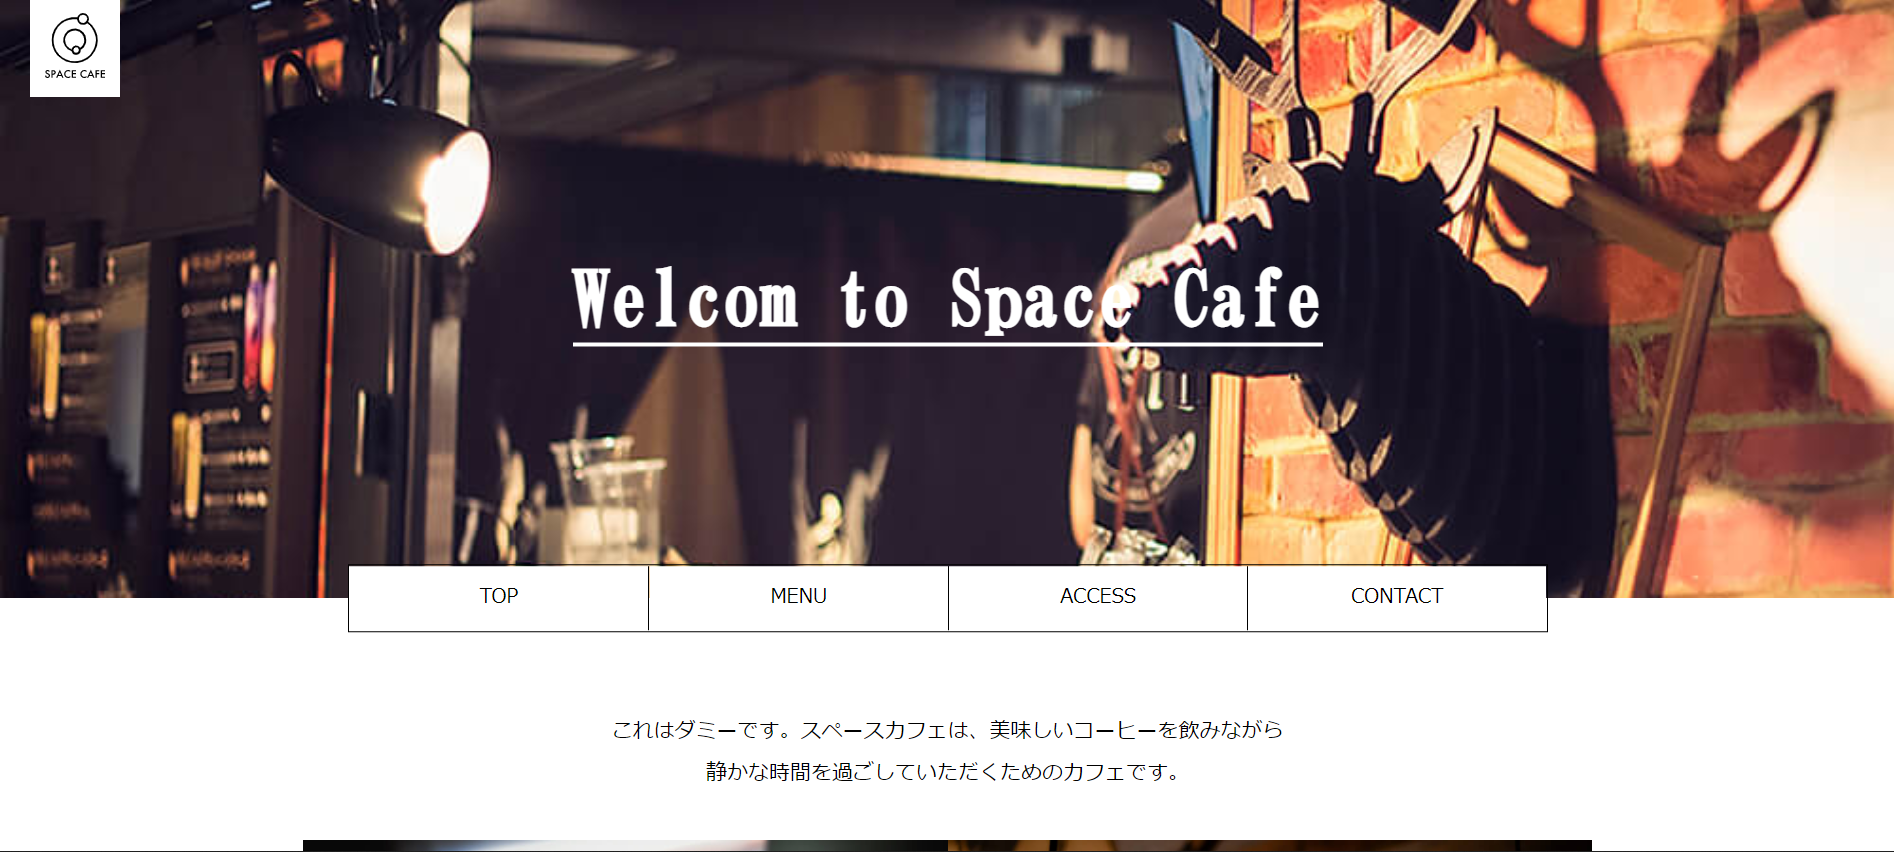 SPACE CAFE
Welcom to Space Cafe
TOP
MENU
ACCESS
CONTACT
これはダミーです。スペースカフェは、美味しいコーヒーを飲みながら
静かな時間を過ごしていただくためのカフェです。